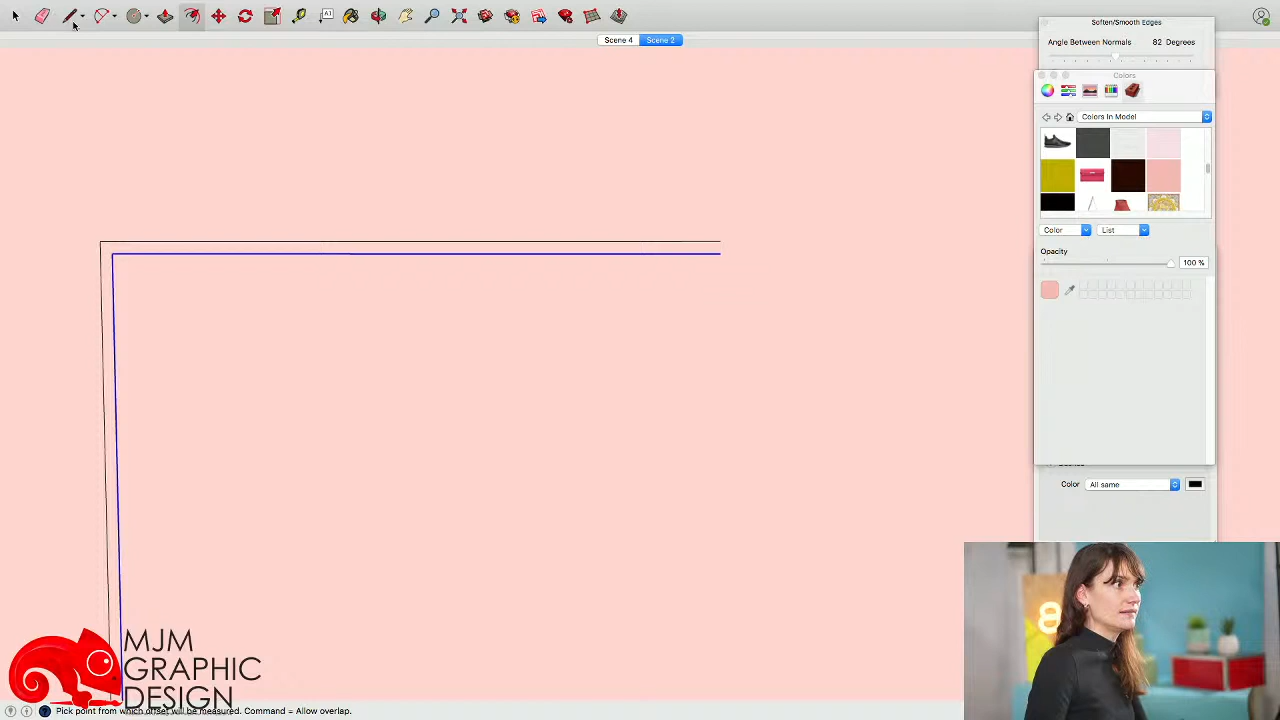 Soften/Smooth Edges
Angle Between Normals 82 Degrees
Scene 4 Scene 2
Colors
Colors In Model
Color List
Opacity
100 %
Color All same
8
MJM
GRAPHIC
DESIGN
Pick point from which offset will be measured. Command = Allow overlap.